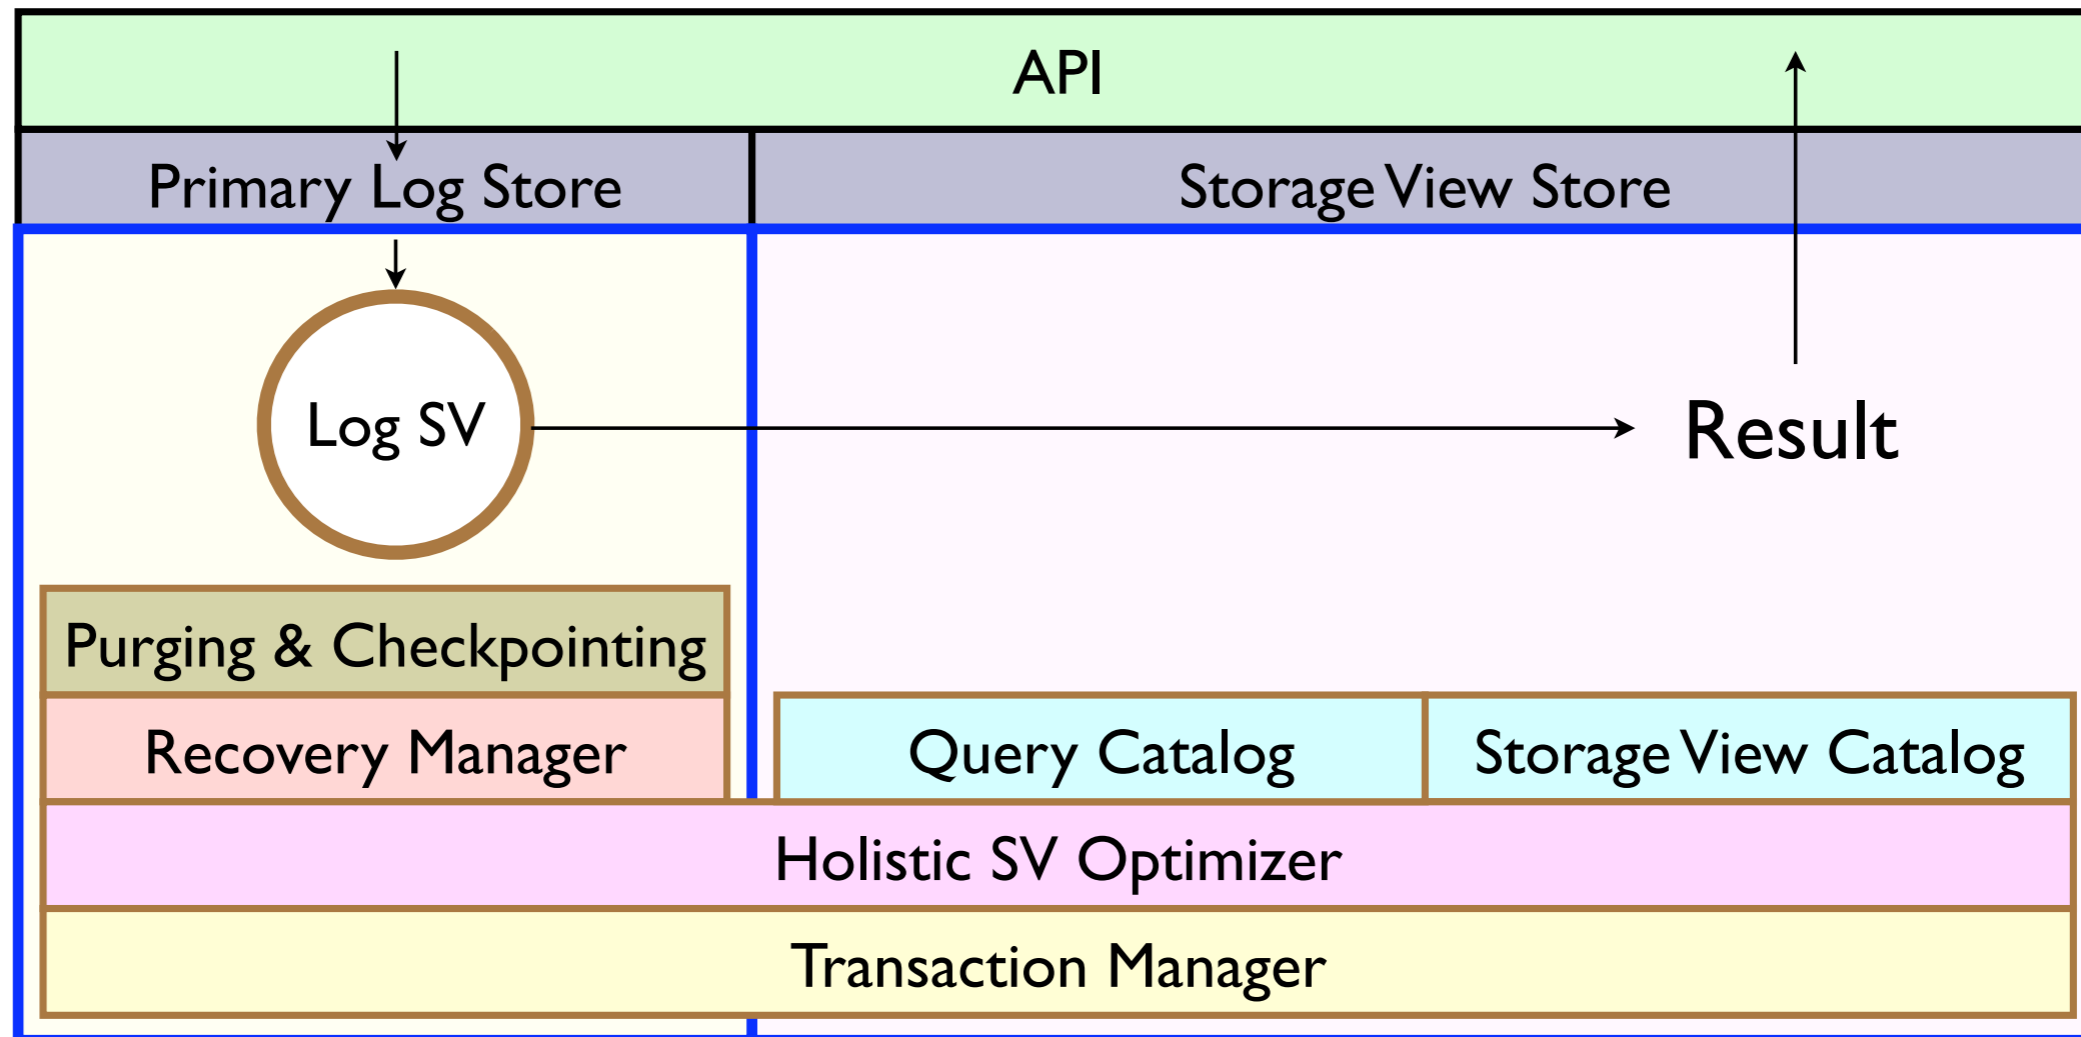 API
Primary Log Store
Storage View Store
Log SV
Result
Purging & Checkpointing
Recovery Manager
Query Catalog
Storage View Catalog
Holistic SV Optimizer
Transaction Manager